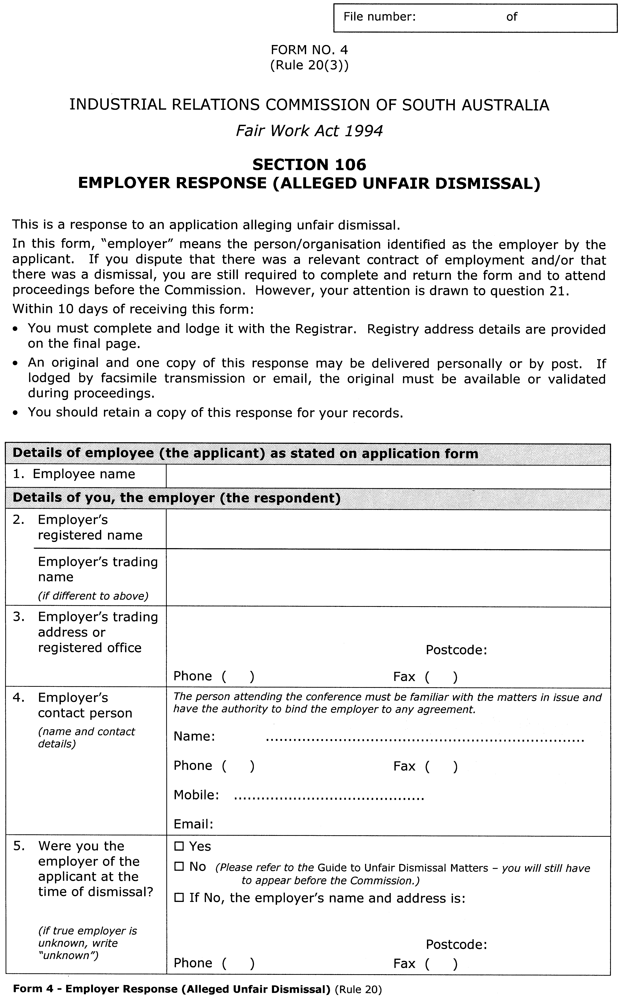 File number: of
FORM NO. 4
(Rule 20(3))
INDUSTRIAL RELATIONS COMMISSION OF SOUTH AUSTRALIA
Fair Work Act 1994
SECTION 106
EMPLOYER RESPONSE (ALLEGED UNFAIR DISMISSAL)
This is a response to an application alleging unfair dismissal.
In this form, “employer” means the person/organisation identified as the employer by the
applicant. If you dispute that there was a relevant contract of employment and/or that
there was a dismissal, you are still required to complete and return the form and to attend
proceedings before the Commission. However, your attention is drawn to question 21.
Within 10 days of receiving this form:
• You must complete and lodge it with the Registrar. Registry address details are provided
on the final page.
• An original and one copy of this response may be delivered personally or by post. If
lodged by facsimile transmission or email, the original must be available or validated
during proceedings.
• You should retain a copy of this response for your records.
Details of employee (the applicant) as stated on application form
1. Employee name
Details of you, the employer (the respondent)
2. Employer’s
registered name
Employer’s trading
name
(if different to above)
3. Employer’s trading
address or
registered office
Postcode:
Phone ( ) Fax ( )
4. Employer’s
contact person
(name and contact
details)
The person attending the conference must be familiar with the matters in issue and
have the authority to bind the employer to any agreement.
Name: ..................................................................
Phone ( ) Fax ( )
Mobile: .......................................
Email:
5. Were you the
employer of the
applicant at the
time of dismissal?
(if true employer is
unknown, write
“unknown”)
☐ Yes
☐ No (Please refer to the Guide to Unfair Dismissal Matters – you will still have
to appear before the Commission.)
☐ If No, the employer’s name and address is:
Postcode:
Phone ( ) Fax ( )
Form 4 - Employer Response (Alleged Unfair Dismissal) (Rule 20)